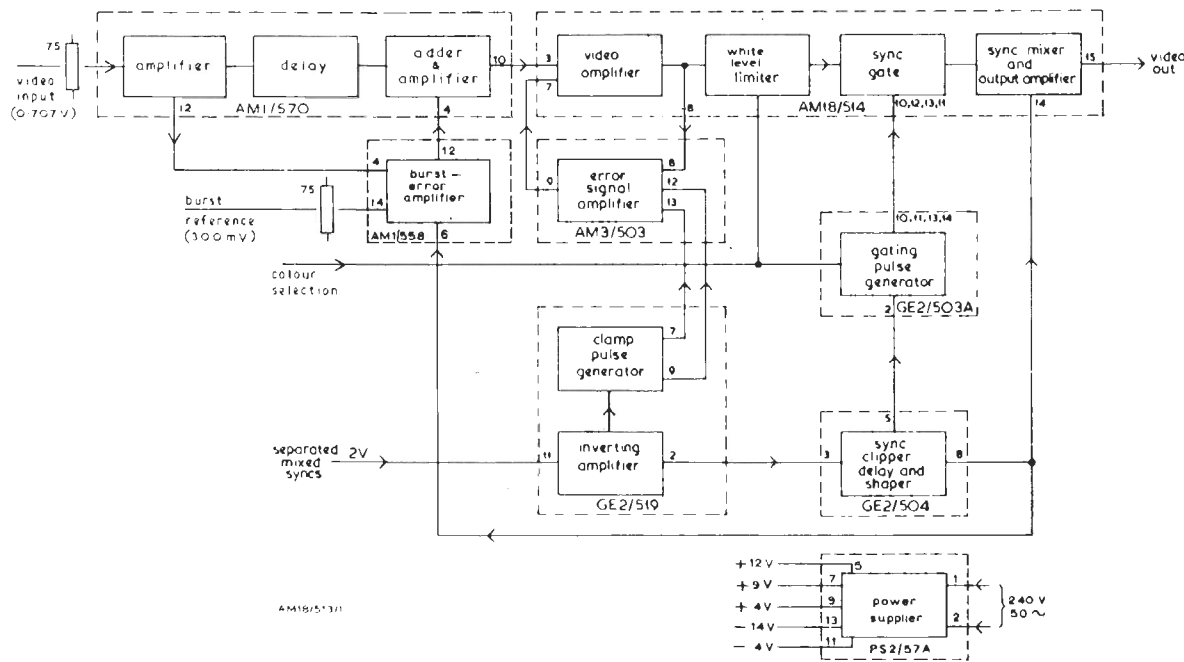 75
video
input
(0·707V)
amplifier
12
delay
adder
&
amplifier
10
4
AM1/570
3
7
video
amplifier
8
white
level
limiter
sync
gate
10,12,13,11
sync mixer
and
output amplifier
15
14
AM18/514
video
out
75
burst
reference
(300mV)
4
14
12
burst –
error
amplifier
6
AM1/558
9
error
signal
amplifier
8
12
13
AM3/503
colour
selection
10,11,13,14
gating
pulse
generator
2
GE2/503A
clamp
pulse
generator
7
9
separated
mixed
syncs
2V
11
inverting
amplifier
2
GE2/519
5
3
sync
clipper
delay and
shaper
8
GE2/504
+ 12 V
+ 9V
+ 4V
– 14V
– 4V
5
7
9
13
11
power
supplier
1
2
240 V
50 ~
PS2/57A
AM18/513/1